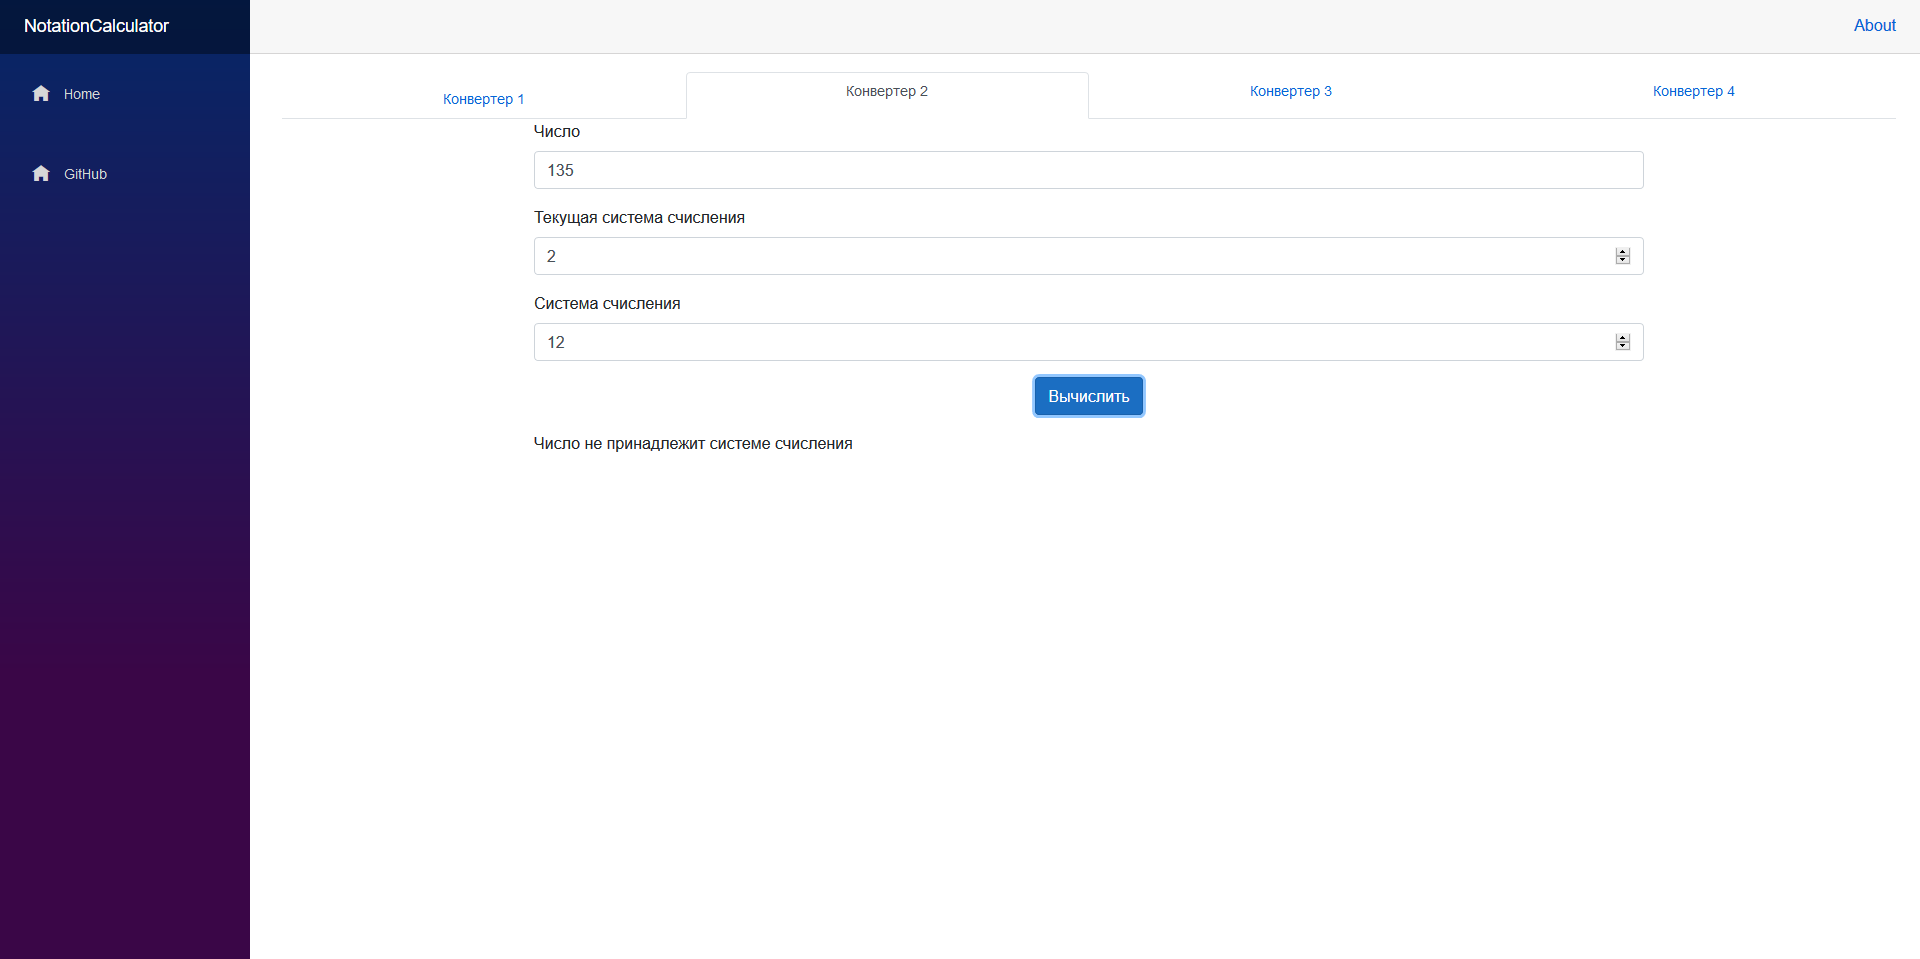 NotationCalculator
About
Home
GitHub
Конвертер 1
Конвертер 2
Конвертер 3
Конвертер 4
Число
135
Текущая система счисления
2
Система счисления
12
Вычислить
Число не принадлежит системе счисления